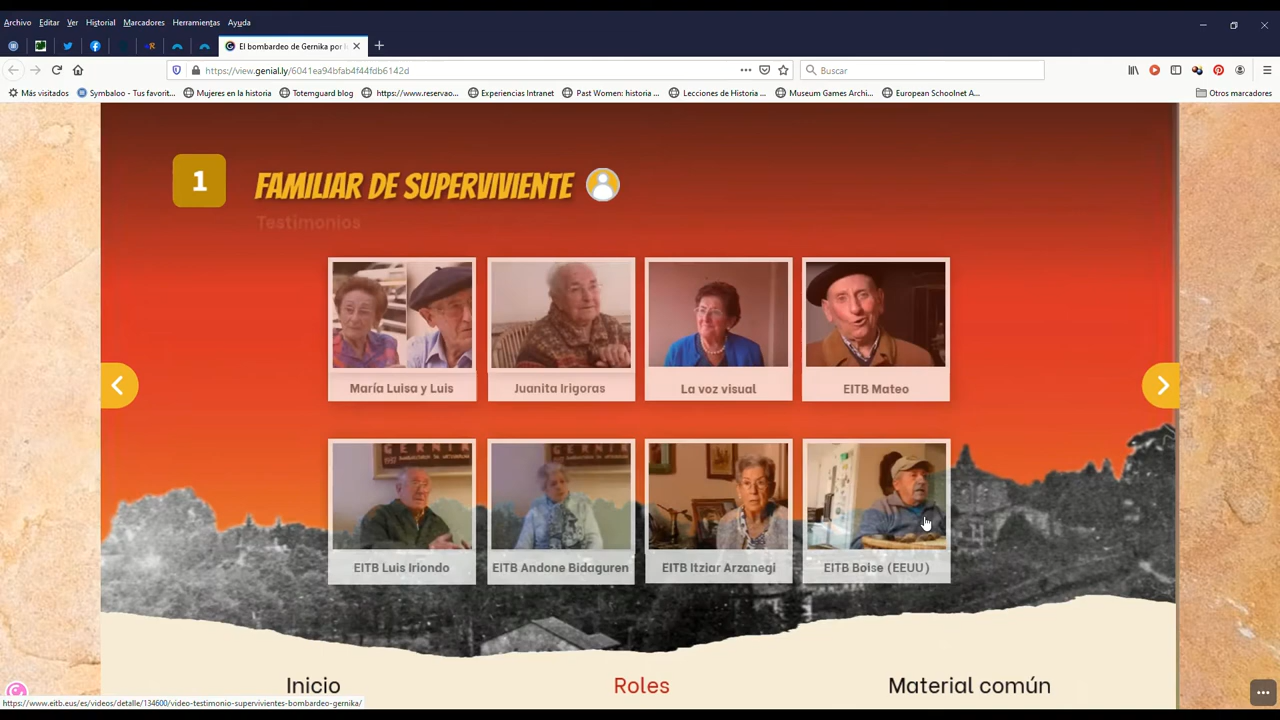 Archivo Editar Ver Historial Marcadores Herramientas Ayuda
El bombardeo de Gernika por l
https://view.genial.ly/6041ea94bfab4f44fdb6142d
Buscar
Más visitados Symbaloo - Tus favorit... Mujeres en la historia Totemguard blog https://www.reservao... Experiencias Intranet Past Women: historia ... Lecciones de Historia ... Museum Games Archi... European Schoolnet A... Otros marcadores
1 FAMILIAR DE SUPERVIVIENTE
Testimonios
María Luisa y Luis Juanita Irigoras La voz visual EITB Mateo
GERNIK GERNIK
EITB Luis Iriondo EITB Andone Bidaguren EITB Itziar Arzanegi EITB Boise (EEUU)
Inicio Roles Material común
https://www.eitb.eus/es/videos/detalle/134600/video-testimonio-supervivientes-bombardeo-gernika/